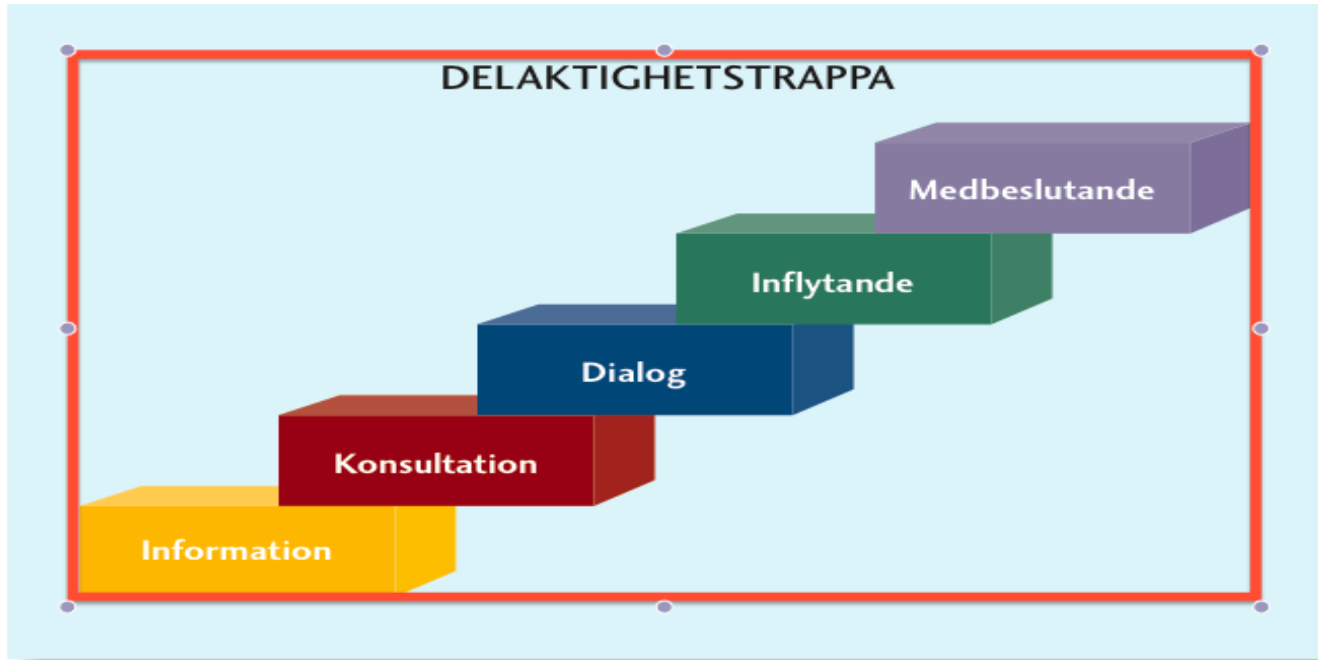 DELAKTIGHETSTRAPPA
Medbeslutande
Inflytande
Dialog
Konsultation
Information